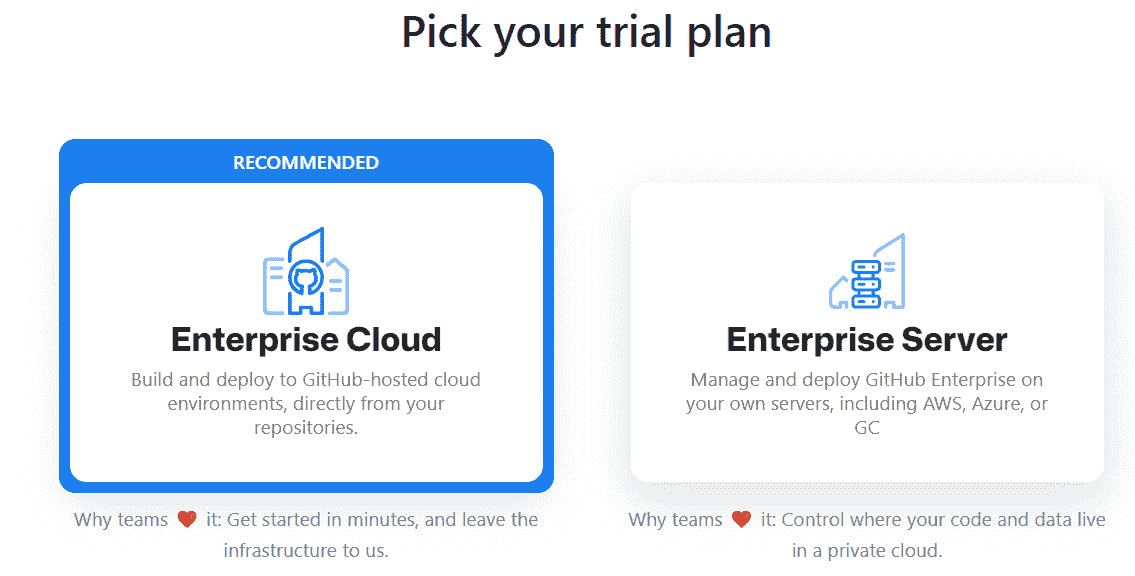 Pick your trial plan
RECOMMENDED
Enterprise Cloud
Build and deploy to GitHub-hosted cloud
environments, directly from your
repositories.
Why teams ❤ it: Get started in minutes, and leave the
infrastructure to us.
Enterprise Server
Manage and deploy GitHub Enterprise on
your own servers, including AWS, Azure, or
GC
Why teams ❤ it: Control where your code and data live
in a private cloud.